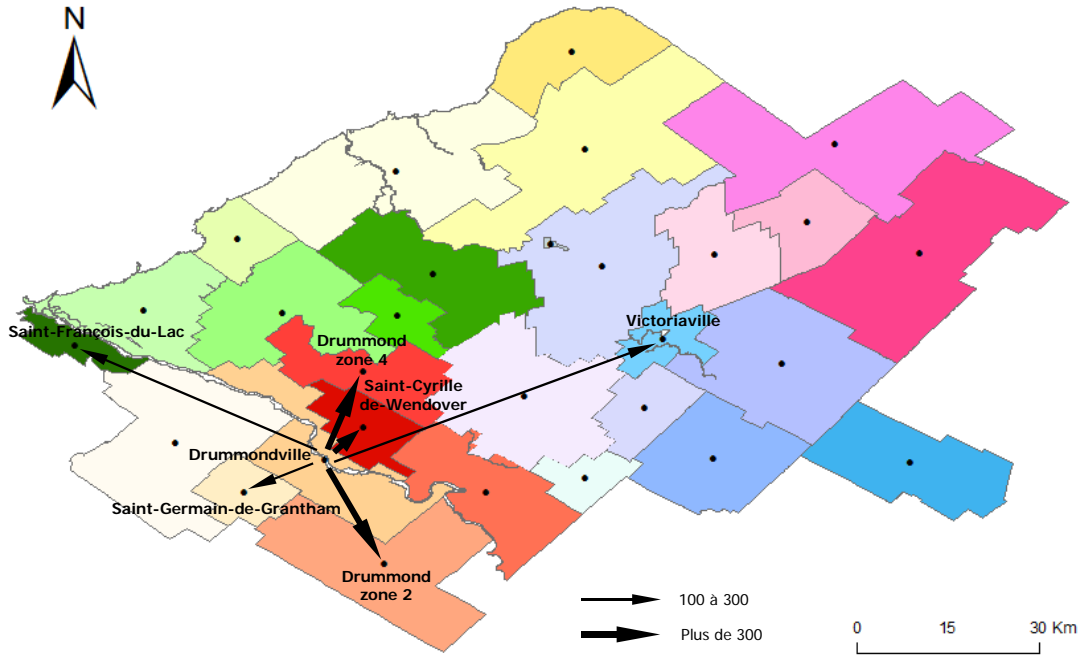 N
Saint-François-du-Lac
Victoriaville
Drummond
zone 4
Saint-Cyrille
de-Wendover
Drummondville
Saint-Germain-de-Grantham
Drummond
zone 2
100 à 300
Plus de 300
0 15 30 Km